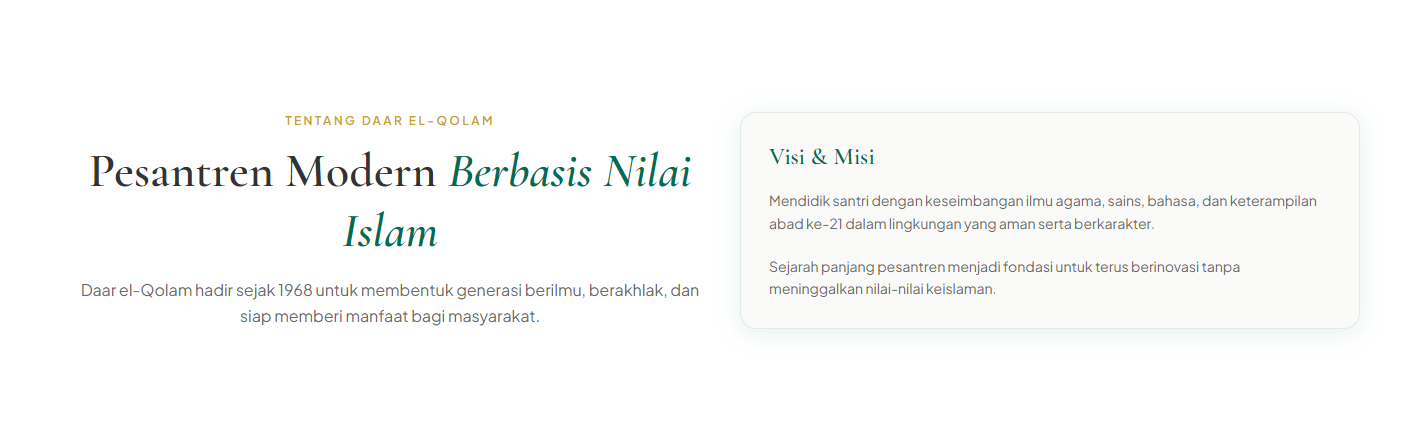 TENTANG DAAR EL-QOLAM
Pesantren Modern Berbasis Nilai
Islam
Daar el-Qolam hadir sejak 1968 untuk membentuk generasi berilmu, berakhlak, dan
siap memberi manfaat bagi masyarakat.
Visi & Misi
Mendidik santri dengan keseimbangan ilmu agama, sains, bahasa, dan keterampilan
abad ke-21 dalam lingkungan yang aman serta berkarakter.
Sejarah panjang pesantren menjadi fondasi untuk terus berinovasi tanpa
meninggalkan nilai-nilai keislaman.